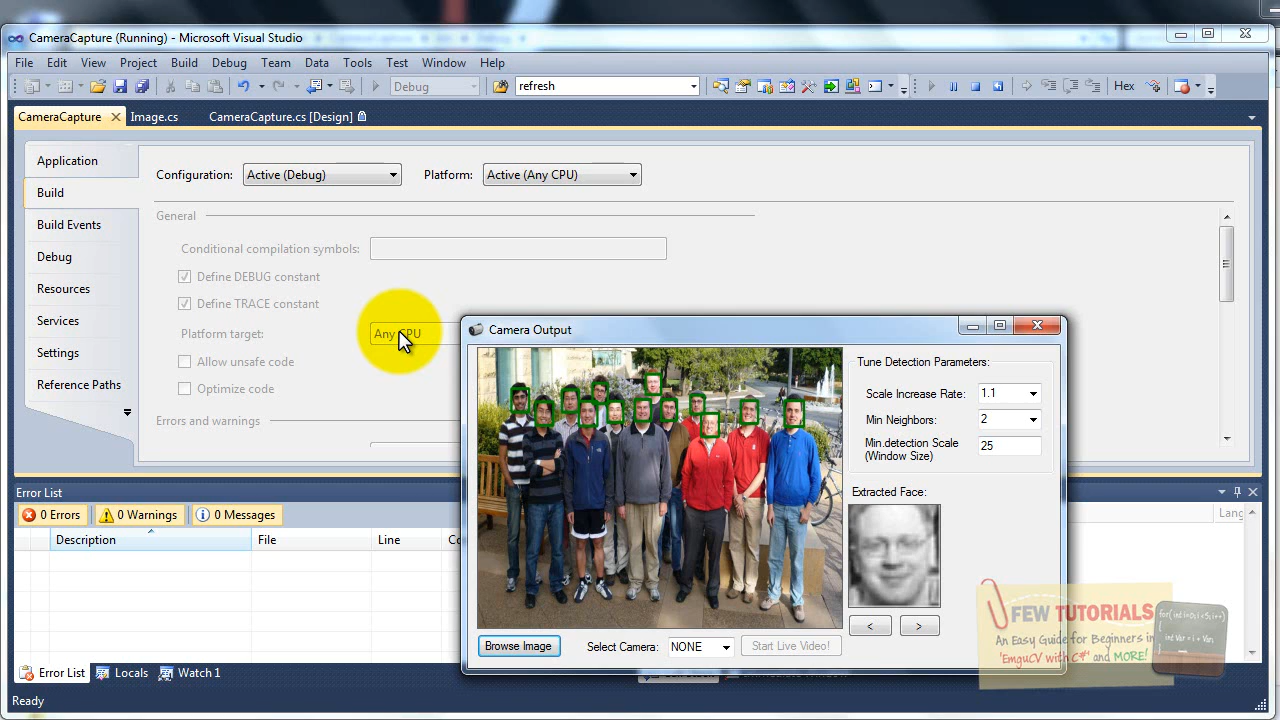 CameraCapture (Running) - Microsoft Visual Studio
File Edit View Project Build Debug Team Data Tools Test Window Help
Debug refresh Hex
CameraCapture Image.cs CameraCapture.cs [Design]
Application
Configuration: Active (Debug) Platform: Active (Any CPU)
Build
General
Build Events
Conditional compilation symbols:
Debug
Define DEBUG constant
Resources
Define TRACE constant
Services
Platform target: Any CPU
Settings
Allow unsafe code
Reference Paths
Optimize code
Errors and warnings
Camera Output
Tune Detection Parameters:
Scale Increase Rate: 1.1
Min Neighbors: 2
Min.detection Scale
(Window Size) 25
Extracted Face:
< >
Browse Image Select Camera: NONE Start Live Video!
Error List
0 Errors 0 Warnings 0 Messages
Description File Line
Error List Locals Watch 1
Ready
FEW TUTORIALS
An Easy Guide for Beginners in
'EmguCV with C#' and MORE!